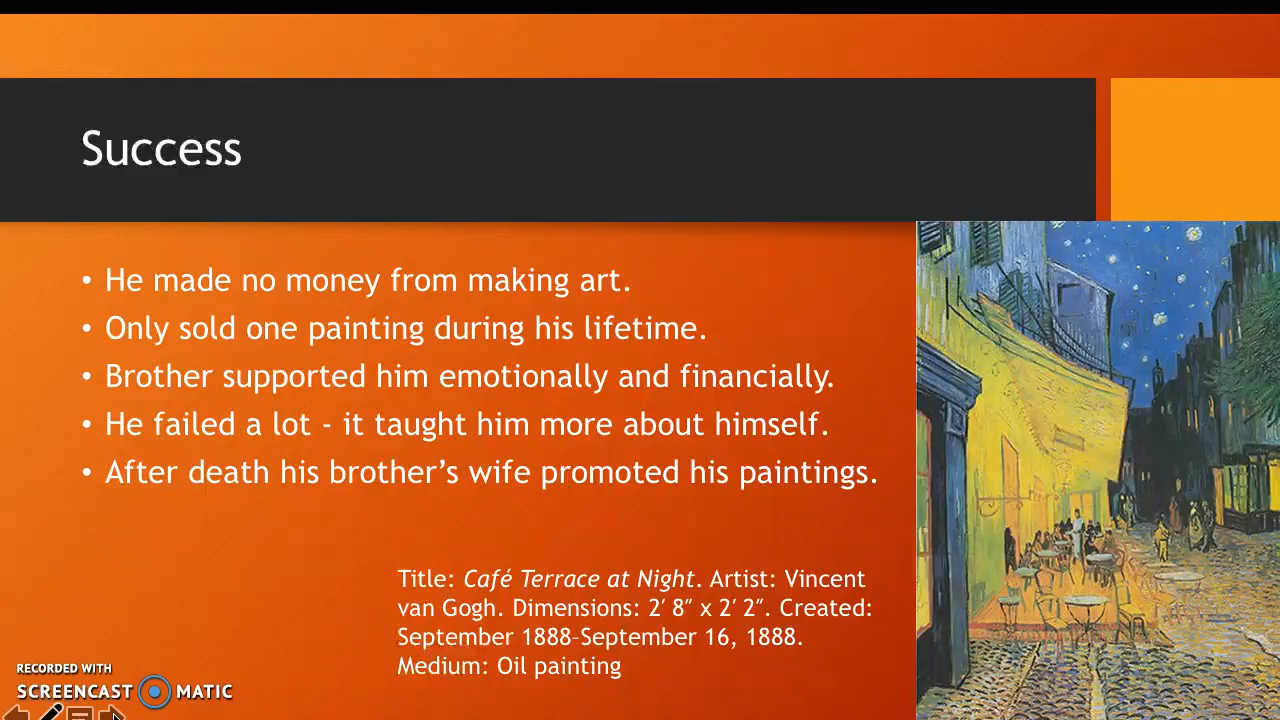 Success
• He made no money from making art.
• Only sold one painting during his lifetime.
• Brother supported him emotionally and financially.
• He failed a lot - it taught him more about himself.
• After death his brother’s wife promoted his paintings.
Title: Café Terrace at Night. Artist: Vincent
van Gogh. Dimensions: 2′ 8″ x 2′ 2″. Created:
September 1888–September 16, 1888.
Medium: Oil painting
RECORDED WITH
SCREENCAST MATIC